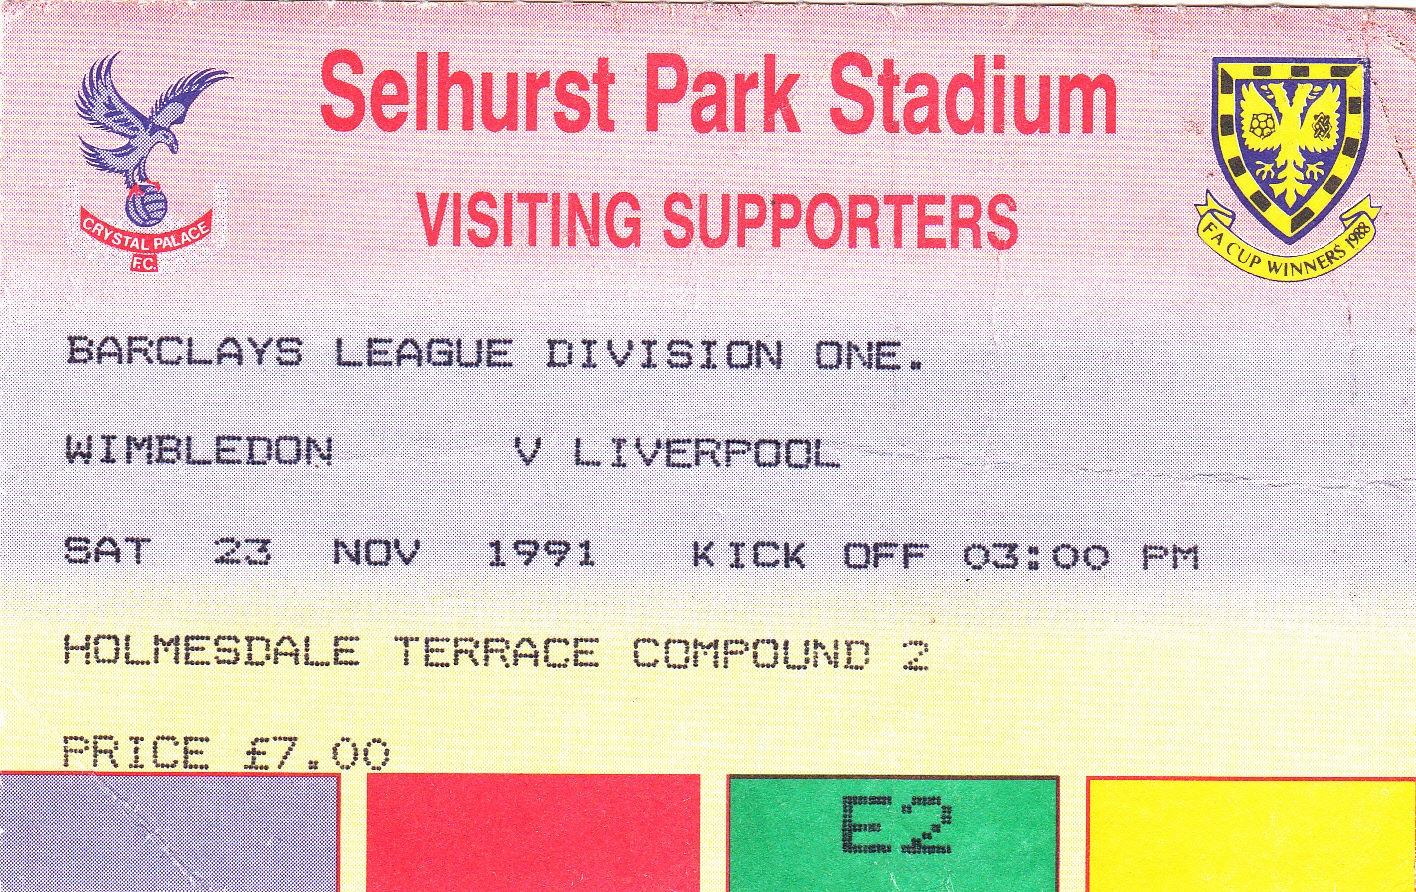 Selhurst Park Stadium
VISITING SUPPORTERS
CRYSTAL PALACE
F.C.
FA CUP WINNERS 1988
BARCLAYS LEAGUE DIVISION ONE.
WIMBLEDON V LIVERPOOL
SAT 23 NOV 1991 KICK OFF 03:00 PM
HOLMESDALE TERRACE COMPOUND 2
PRICE £7.00
E2